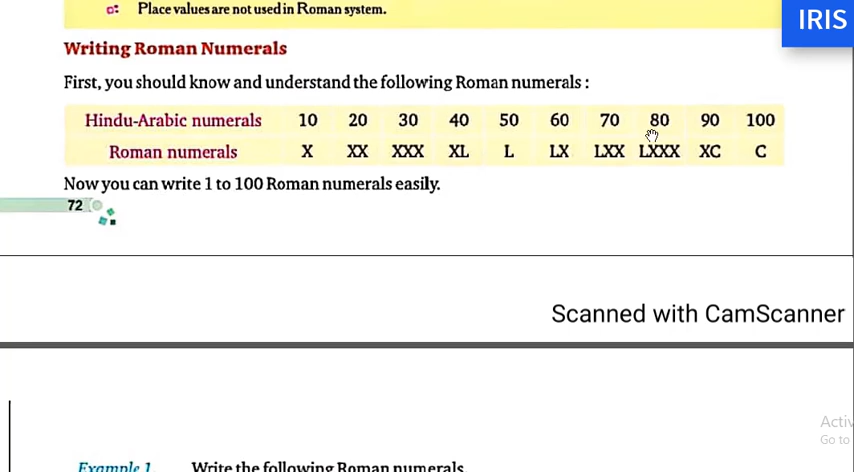 Place values are not used in Roman system.
IRIS
Writing Roman Numerals
First, you should know and understand the following Roman numerals :
Hindu-Arabic numerals 10 20 30 40 50 60 70 80 90 100
Roman numerals X XX XXX XL L LX LXX LXXX XC C
Now you can write 1 to 100 Roman numerals easily.
72
Scanned with CamScanner
Activ
Go to
Example 1 Write the following Roman numerals.